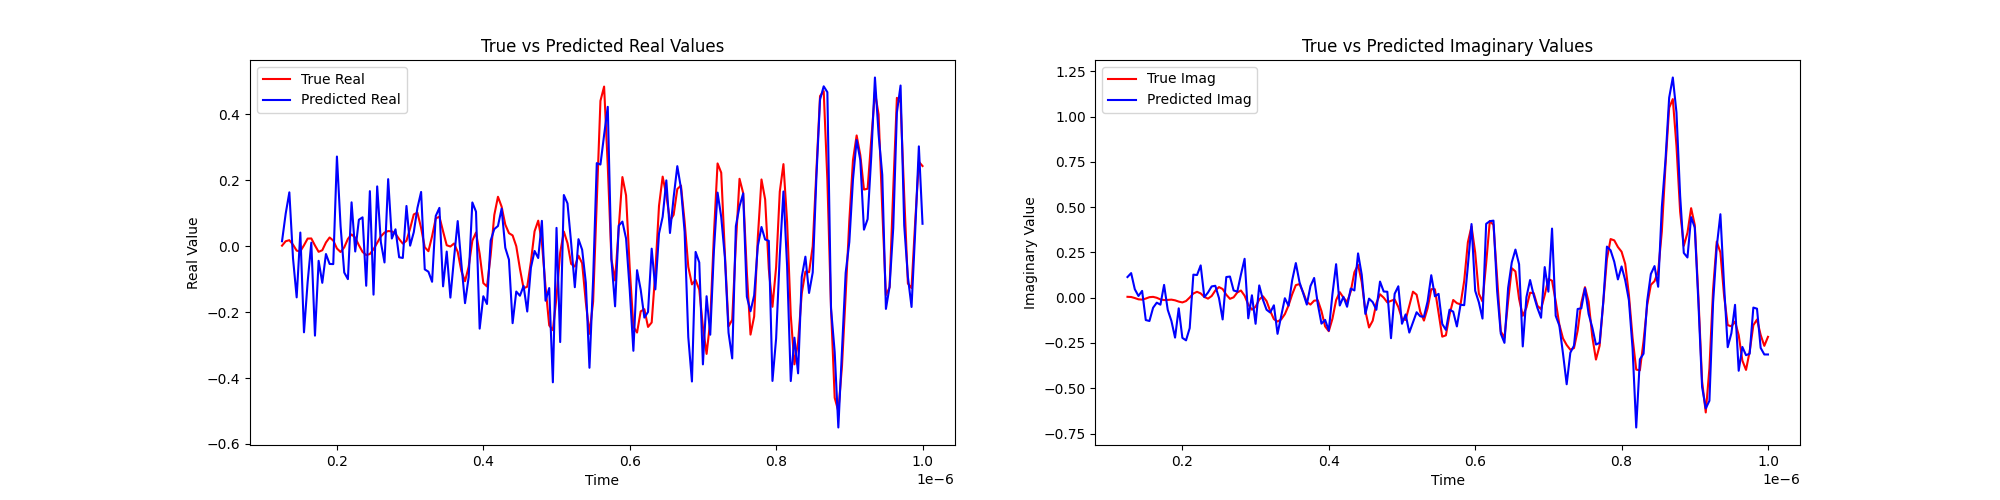 True vs Predicted Real Values
True Real
Predicted Real
Real Value
0.4
0.2
0.0
−0.2
−0.4
−0.6
0.2
0.4
0.6
0.8
1.0
1e−6
Time
True vs Predicted Imaginary Values
True Imag
Predicted Imag
Imaginary Value
1.25
1.00
0.75
0.50
0.25
0.00
−0.25
−0.50
−0.75
0.2
0.4
0.6
0.8
1.0
1e−6
Time